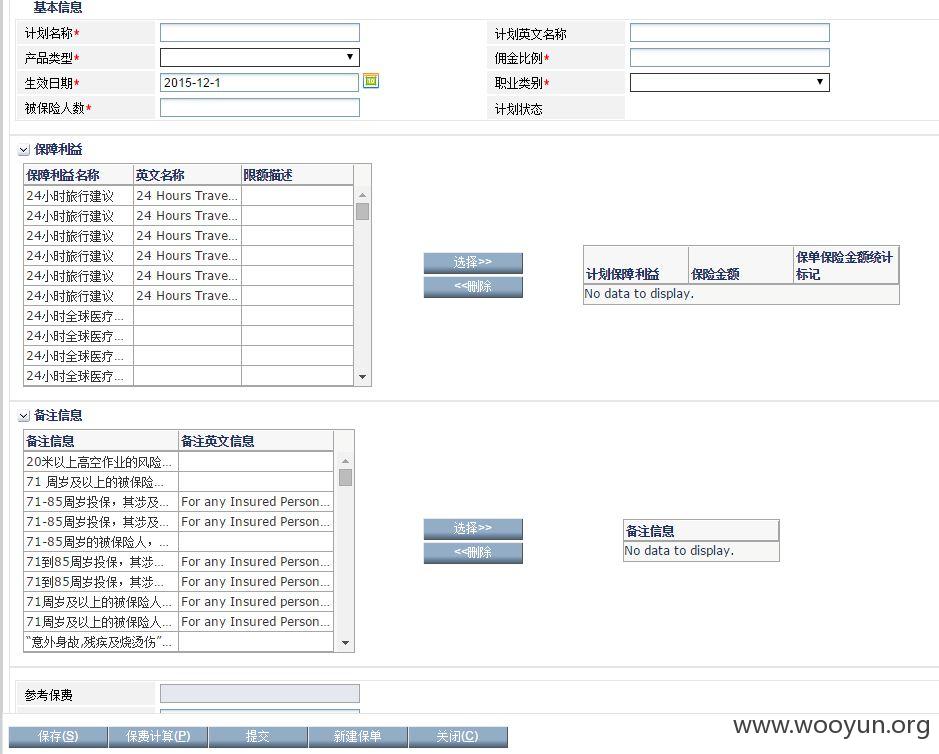 基本信息
计划名称* 计划英文名称
产品类型* 佣金比例*
生效日期* 2015-12-1 职业类别*
被保险人数* 计划状态
保障利益
保障利益名称 英文名称 限额描述
24小时旅行建议 24 Hours Trave...
24小时旅行建议 24 Hours Trave...
24小时旅行建议 24 Hours Trave...
24小时旅行建议 24 Hours Trave...
24小时旅行建议 24 Hours Trave...
24小时旅行建议 24 Hours Trave...
24小时全球医疗...
24小时全球医疗...
24小时全球医疗...
24小时全球医疗...
选择>>
<<删除
计划保障利益 保险金额 保单保险金额统计标记
No data to display.
备注信息
备注信息 备注英文信息
20米以上高空作业的风险...
71 周岁及以上的被保险...
71-85周岁投保，其涉及... For any Insured Person...
71-85周岁投保，其涉及... For any Insured Person...
71-85周岁的被保险人，...
71到85周岁投保，其涉... For any Insured Person...
71到85周岁投保，其涉... For any Insured Person...
71周岁及以上的被保险人... For any Insured person...
71周岁及以上的被保险人... For any Insured Person...
“意外身故,残疾及烧烫伤”...
选择>>
<<删除
备注信息
No data to display.
参考保费
保存(S) 保费计算(P) 提交 新建保单 关闭(C)
www.wooyun.org